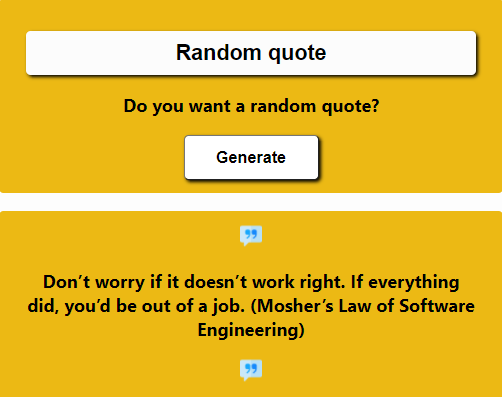 Random quote
Do you want a random quote?
Generate
Don’t worry if it doesn’t work right. If everything
did, you’d be out of a job. (Mosher’s Law of Software
Engineering)